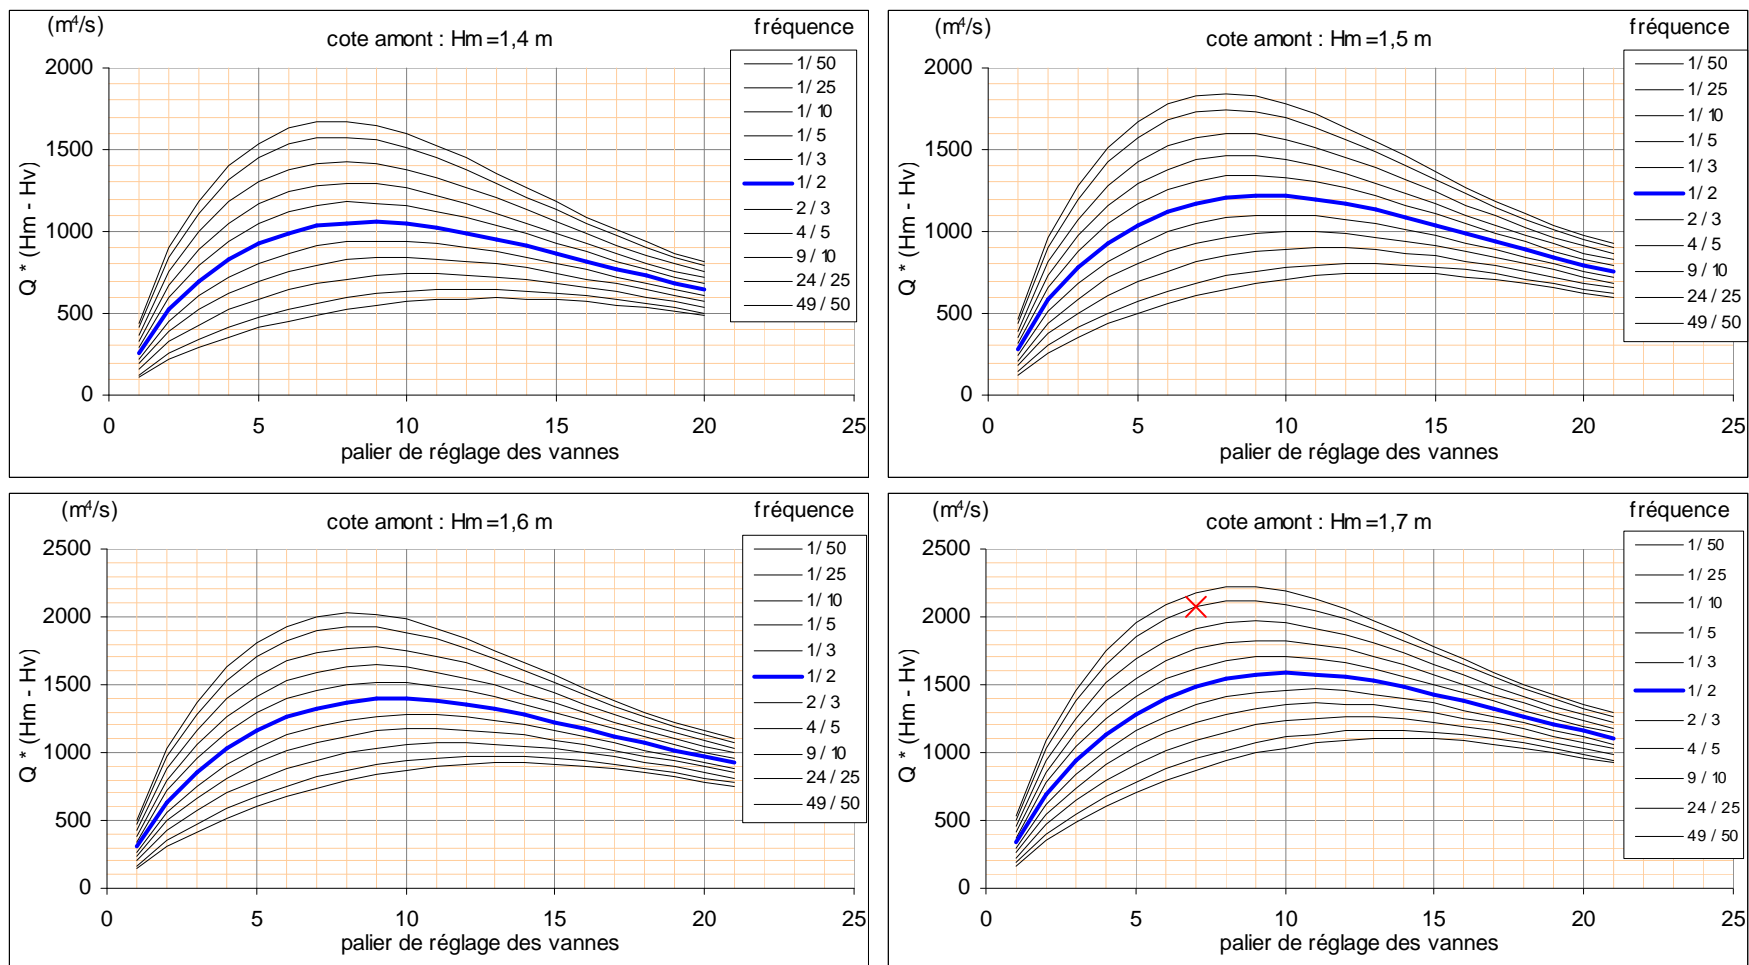 (m⁴/s)
cote amont : Hm =1,4 m
fréquence
2000
1500
1000
500
0
Q * (Hm - Hv)
0 5 10 15 20 25
palier de réglage des vannes
1/ 50
1/ 25
1/ 10
1/ 5
1/ 3
1/ 2
2 / 3
4 / 5
9 / 10
24 / 25
49 / 50
(m⁴/s)
cote amont : Hm =1,5 m
fréquence
2000
1500
1000
500
0
Q * (Hm - Hv)
0 5 10 15 20 25
palier de réglage des vannes
1/ 50
1/ 25
1/ 10
1/ 5
1/ 3
1/ 2
2 / 3
4 / 5
9 / 10
24 / 25
49 / 50
(m⁴/s)
cote amont : Hm =1,6 m
fréquence
2500
2000
1500
1000
500
0
Q * (Hm - Hv)
0 5 10 15 20 25
palier de réglage des vannes
1/ 50
1/ 25
1/ 10
1/ 5
1/ 3
1/ 2
2 / 3
4 / 5
9 / 10
24 / 25
49 / 50
(m⁴/s)
cote amont : Hm =1,7 m
fréquence
2500
2000
1500
1000
500
0
Q * (Hm - Hv)
0 5 10 15 20 25
palier de réglage des vannes
1/ 50
1/ 25
1/ 10
1/ 5
1/ 3
1/ 2
2 / 3
4 / 5
9 / 10
24 / 25
49 / 50